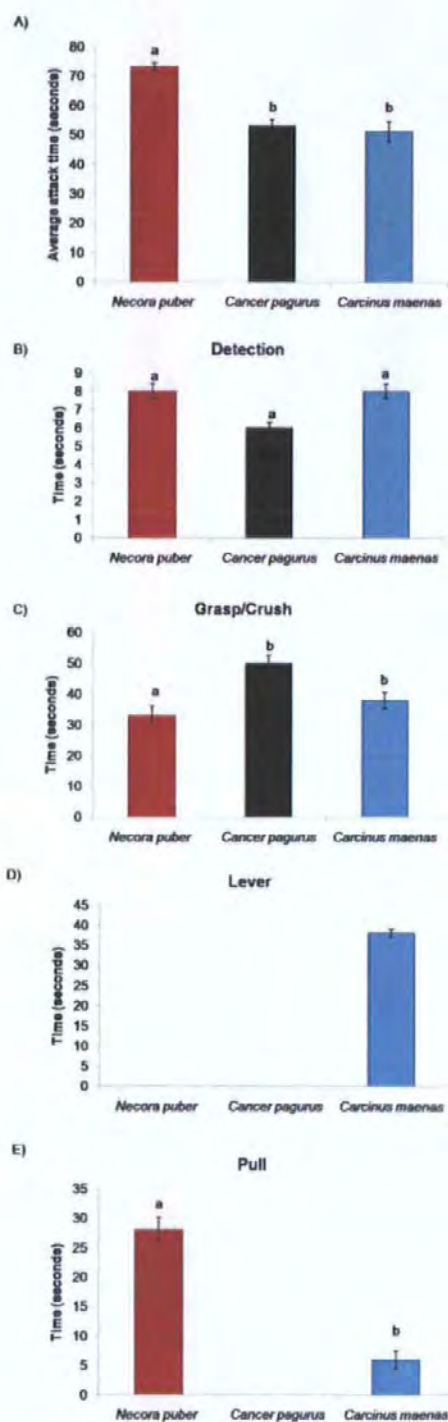 A)
80
70
60
50
40
30
20
10
0
Average attack time (seconds)
a
b
b
Necora puber Cancer pagurus Carcinus maenas
B)
Detection
9
8
7
6
5
4
3
2
1
0
Time (seconds)
a
a
a
Necora puber Cancer pagurus Carcinus maenas
C)
Grasp/Crush
60
50
40
30
20
10
0
Time (seconds)
a
b
b
Necora puber Cancer pagurus Carcinus maenas
D)
Lever
45
40
35
30
25
20
15
10
5
0
Time (seconds)
Necora puber Cancer pagurus Carcinus maenas
E)
Pull
35
30
25
20
15
10
5
0
Time (seconds)
a
b
Necora puber Cancer pagurus Carcinus maenas